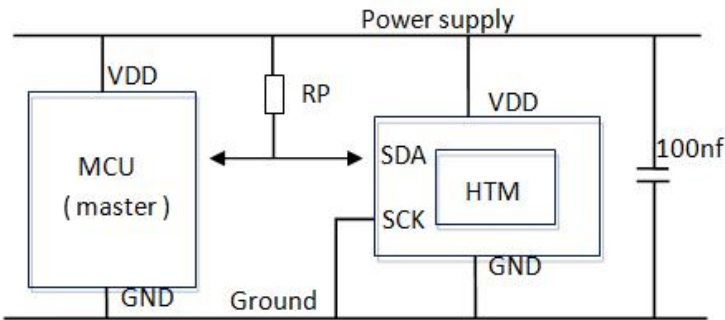 Power supply
VDD
RP
VDD
100nf
MCU
( master )
SDA
HTM
SCK
GND
Ground
GND